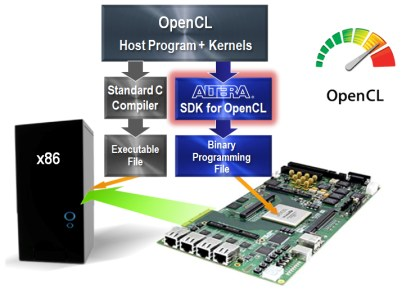 OpenCL
Host Program + Kernels
Standard C
Compiler
ALTERA
SDK for OpenCL
Executable
File
Binary
Programming
File
x86
OpenCL